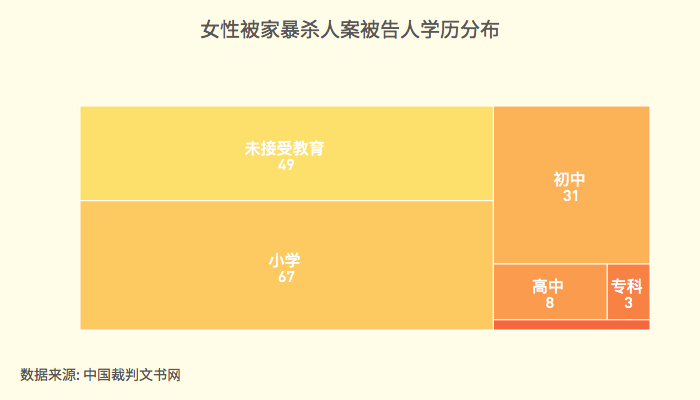 女性被家暴杀人案被告人学历分布
未接受教育
49
初中
31
小学
67
高中
8
专科
3
数据来源: 中国裁判文书网